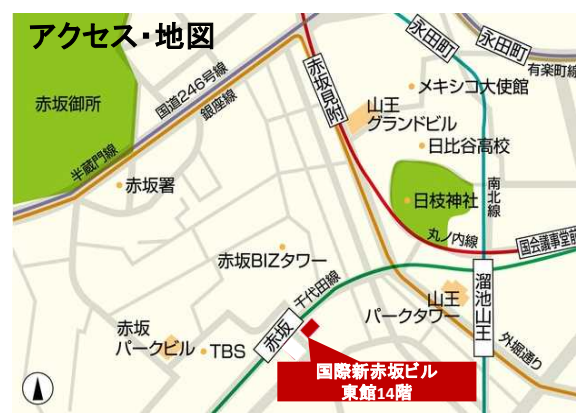 アクセス・地図
永田町
永田町
有楽町線
赤坂見附
メキシコ大使館
国道246号線
銀座線
赤坂御所
山王
グランドビル
日比谷高校
半蔵門線
赤坂署
南北線
日枝神社
丸ノ内線
国会議事堂前
赤坂BIZタワー
千代田線
溜池山王
山王
パークタワー
赤坂
赤坂
パークビル
TBS
外堀通り
国際新赤坂ビル
東館14階